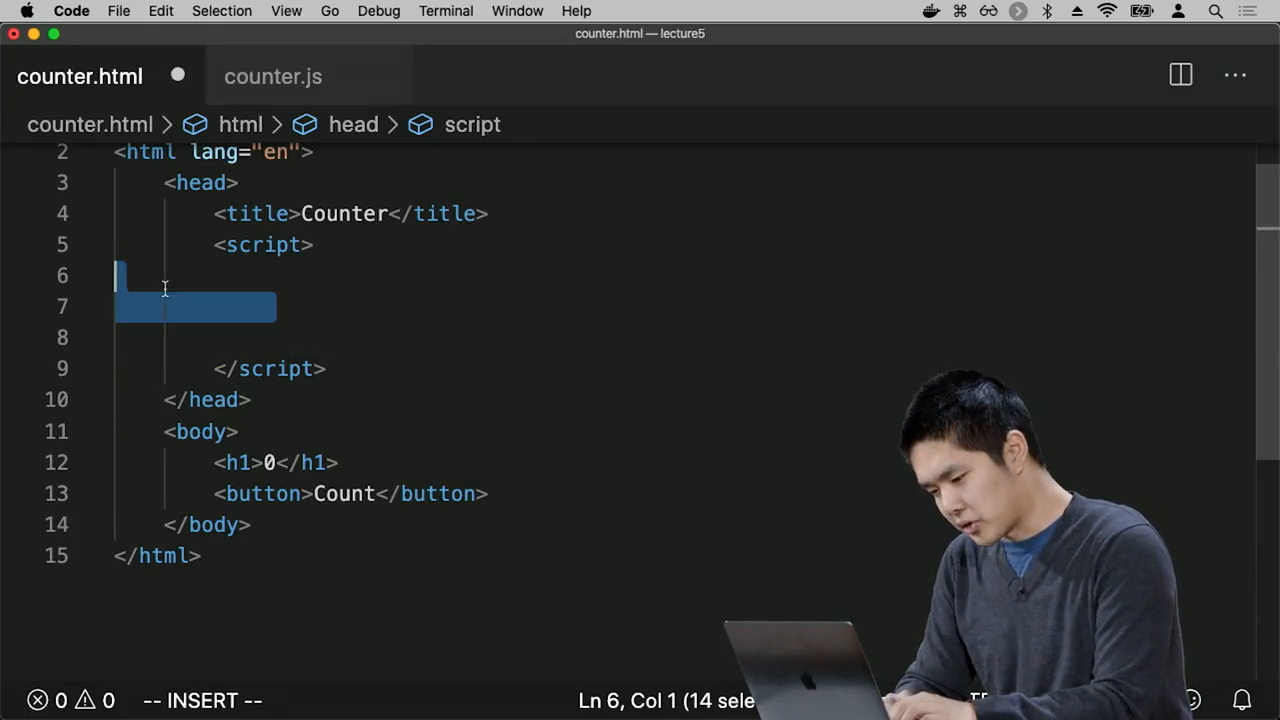 Code File Edit Selection View Go Debug Terminal Window Help
counter.html — lecture5
counter.html counter.js
counter.html > html > head > script
2 <html lang="en">
3 <head>
4 <title>Counter</title>
5 <script>
6
7
8
9 </script>
10 </head>
11 <body>
12 <h1>0</h1>
13 <button>Count</button>
14 </body>
15 </html>
0 0 -- INSERT -- Ln 6, Col 1 (14 sele